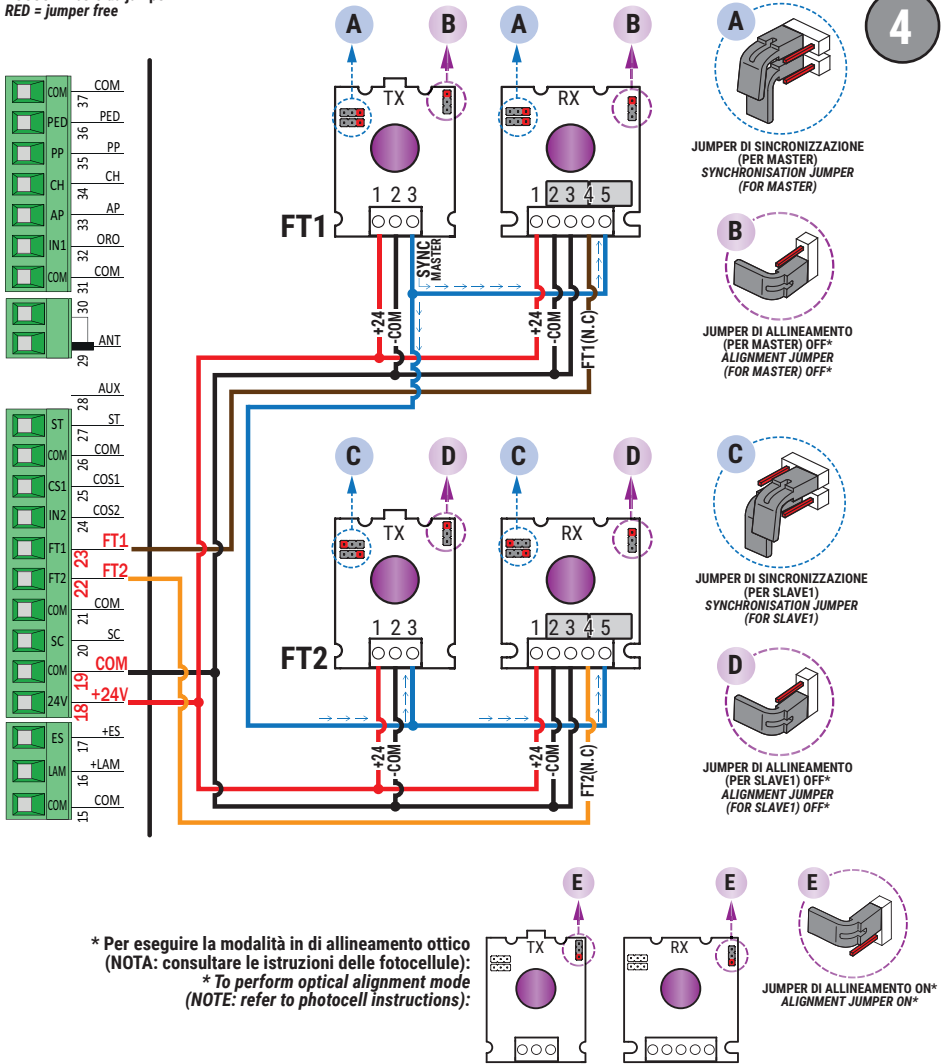 RED = jumper free
4
A
B
A
B
A
TX
RX
1 2 3
1 2 3 4 5
FT1
SYNC
MASTER
+24
-COM
+24
-COM
FT1(N.C)
JUMPER DI SINCRONIZZAZIONE
(PER MASTER)
SYNCHRONISATION JUMPER
(FOR MASTER)
B
JUMPER DI ALLINEAMENTO
(PER MASTER) OFF*
ALIGNMENT JUMPER
(FOR MASTER) OFF*
COM 37 COM
PED 36 PED
PP 35 PP
CH 34 CH
AP 33 AP
IN1 32 ORO
COM 31 COM
30
29 ANT
28 AUX
ST 27 ST
COM 26 COM
CS1 25 COS1
IN2 24 COS2
FT1 23 FT1
FT2 22 FT2
COM 21 COM
SC 20 SC
COM 19 COM
24V 18 +24V
ES 17 +ES
LAM 16 +LAM
COM 15 COM
C
D
C
D
TX
RX
1 2 3
1 2 3 4 5
FT2
+24
-COM
+24
-COM
FT2(N.C)
C
JUMPER DI SINCRONIZZAZIONE
(PER SLAVE1)
SYNCHRONISATION JUMPER
(FOR SLAVE1)
D
JUMPER DI ALLINEAMENTO
(PER SLAVE1) OFF*
ALIGNMENT JUMPER
(FOR SLAVE1) OFF*
* Per eseguire la modalità in di allineamento ottico
(NOTA: consultare le istruzioni delle fotocellule):
* To perform optical alignment mode
(NOTE: refer to photocell instructions):
E
E
E
TX
RX
JUMPER DI ALLINEAMENTO ON*
ALIGNMENT JUMPER ON*